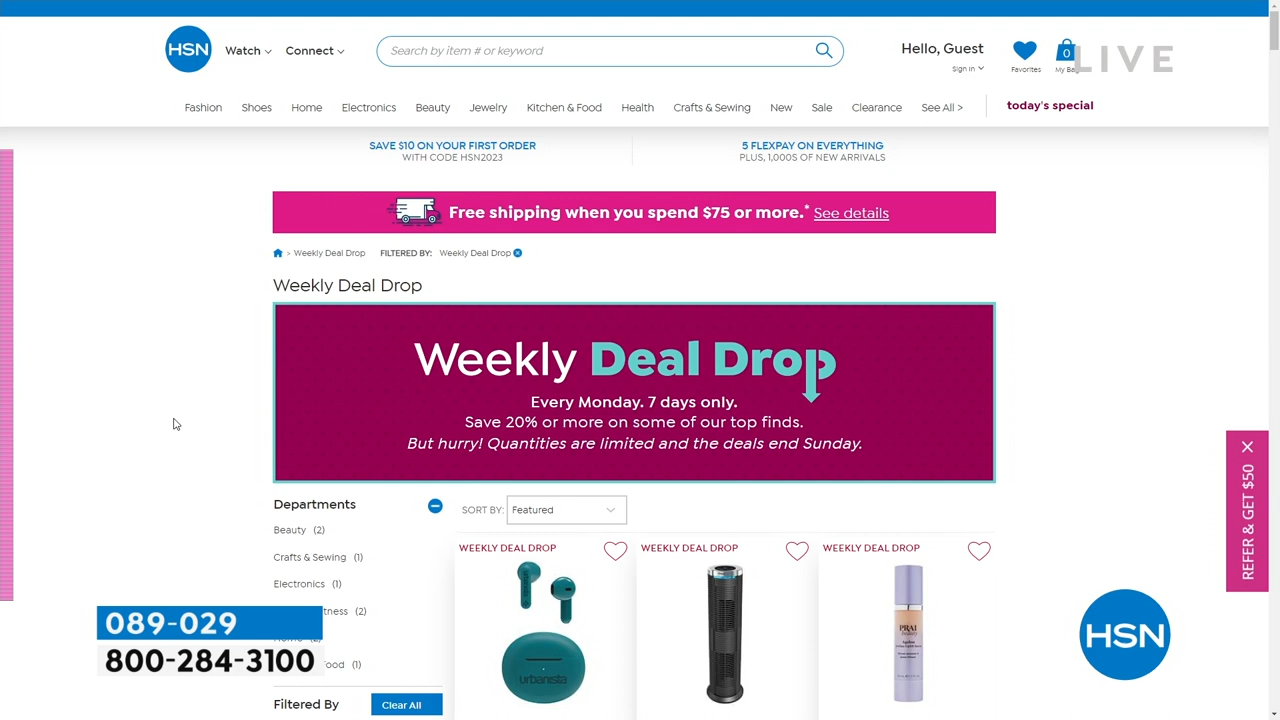 HSN
Watch
Connect
Search by item # or keyword
Hello, Guest
Sign In
Favorites
0
My Bag
LIVE
Fashion
Shoes
Home
Electronics
Beauty
Jewelry
Kitchen & Food
Health
Crafts & Sewing
New
Sale
Clearance
See All >
today's special
SAVE $10 ON YOUR FIRST ORDER
WITH CODE HSN2023
5 FLEXPAY ON EVERYTHING
PLUS, 1,000S OF NEW ARRIVALS
Free shipping when you spend $75 or more.* See details
> Weekly Deal Drop FILTERED BY: Weekly Deal Drop
Weekly Deal Drop
Weekly Deal Drop
Every Monday. 7 days only.
Save 20% or more on some of our top finds.
But hurry! Quantities are limited and the deals end Sunday.
Departments
Beauty (2)
Crafts & Sewing (1)
Electronics (1)
(2)
089-029
800-284-3100
(1)
Filtered By
Clear All
SORT BY: Featured
WEEKLY DEAL DROP
urbanista
WEEKLY DEAL DROP
WEEKLY DEAL DROP
PRAI
REFER & GET $50
HSN